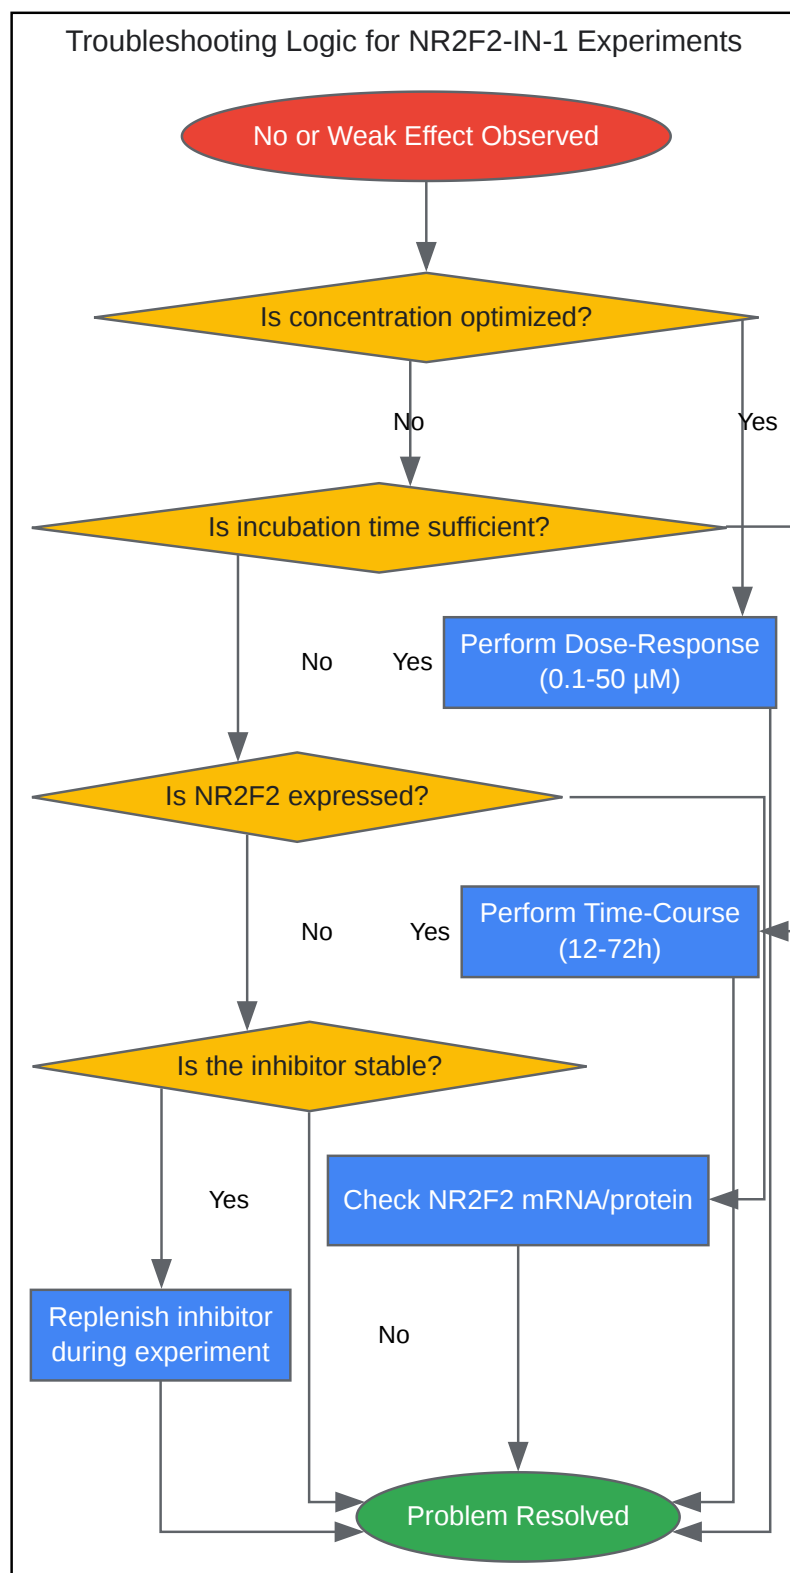 Troubleshooting Logic for NR2F2-IN-1 Experiments
No or Weak Effect Observed
Is concentration optimized?
No
Yes
Is incubation time sufficient?
No
Yes
Perform Dose-Response
(0.1-50 µM)
Is NR2F2 expressed?
No
Yes
Perform Time-Course
(12-72h)
Is the inhibitor stable?
Yes
Check NR2F2 mRNA/protein
Replenish inhibitor
during experiment
No
Problem Resolved